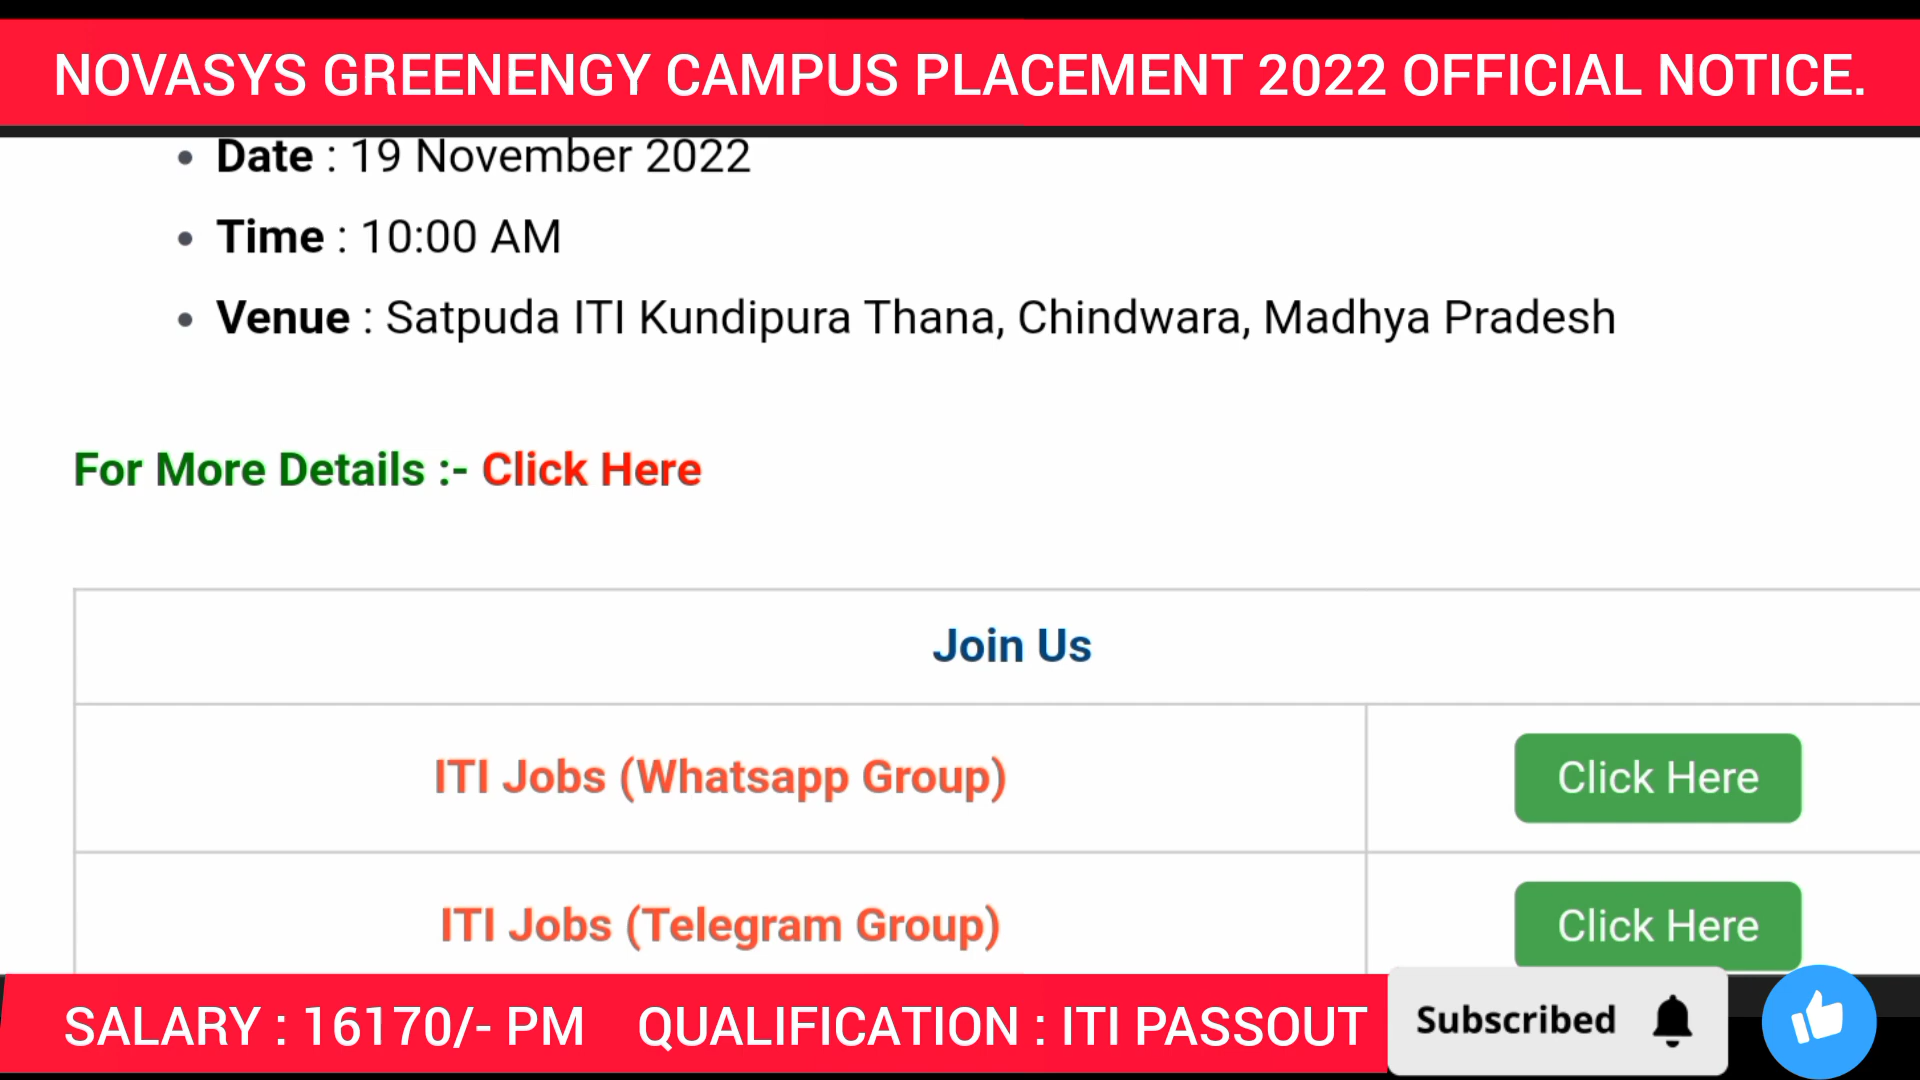 NOVASYS GREENENGY CAMPUS PLACEMENT 2022 OFFICIAL NOTICE.
• Date : 19 November 2022
• Time : 10:00 AM
• Venue : Satpuda ITI Kundipura Thana, Chindwara, Madhya Pradesh
For More Details :- Click Here
Join Us
ITI Jobs (Whatsapp Group)
Click Here
ITI Jobs (Telegram Group)
Click Here
SALARY : 16170/- PM QUALIFICATION : ITI PASSOUT
Subscribed